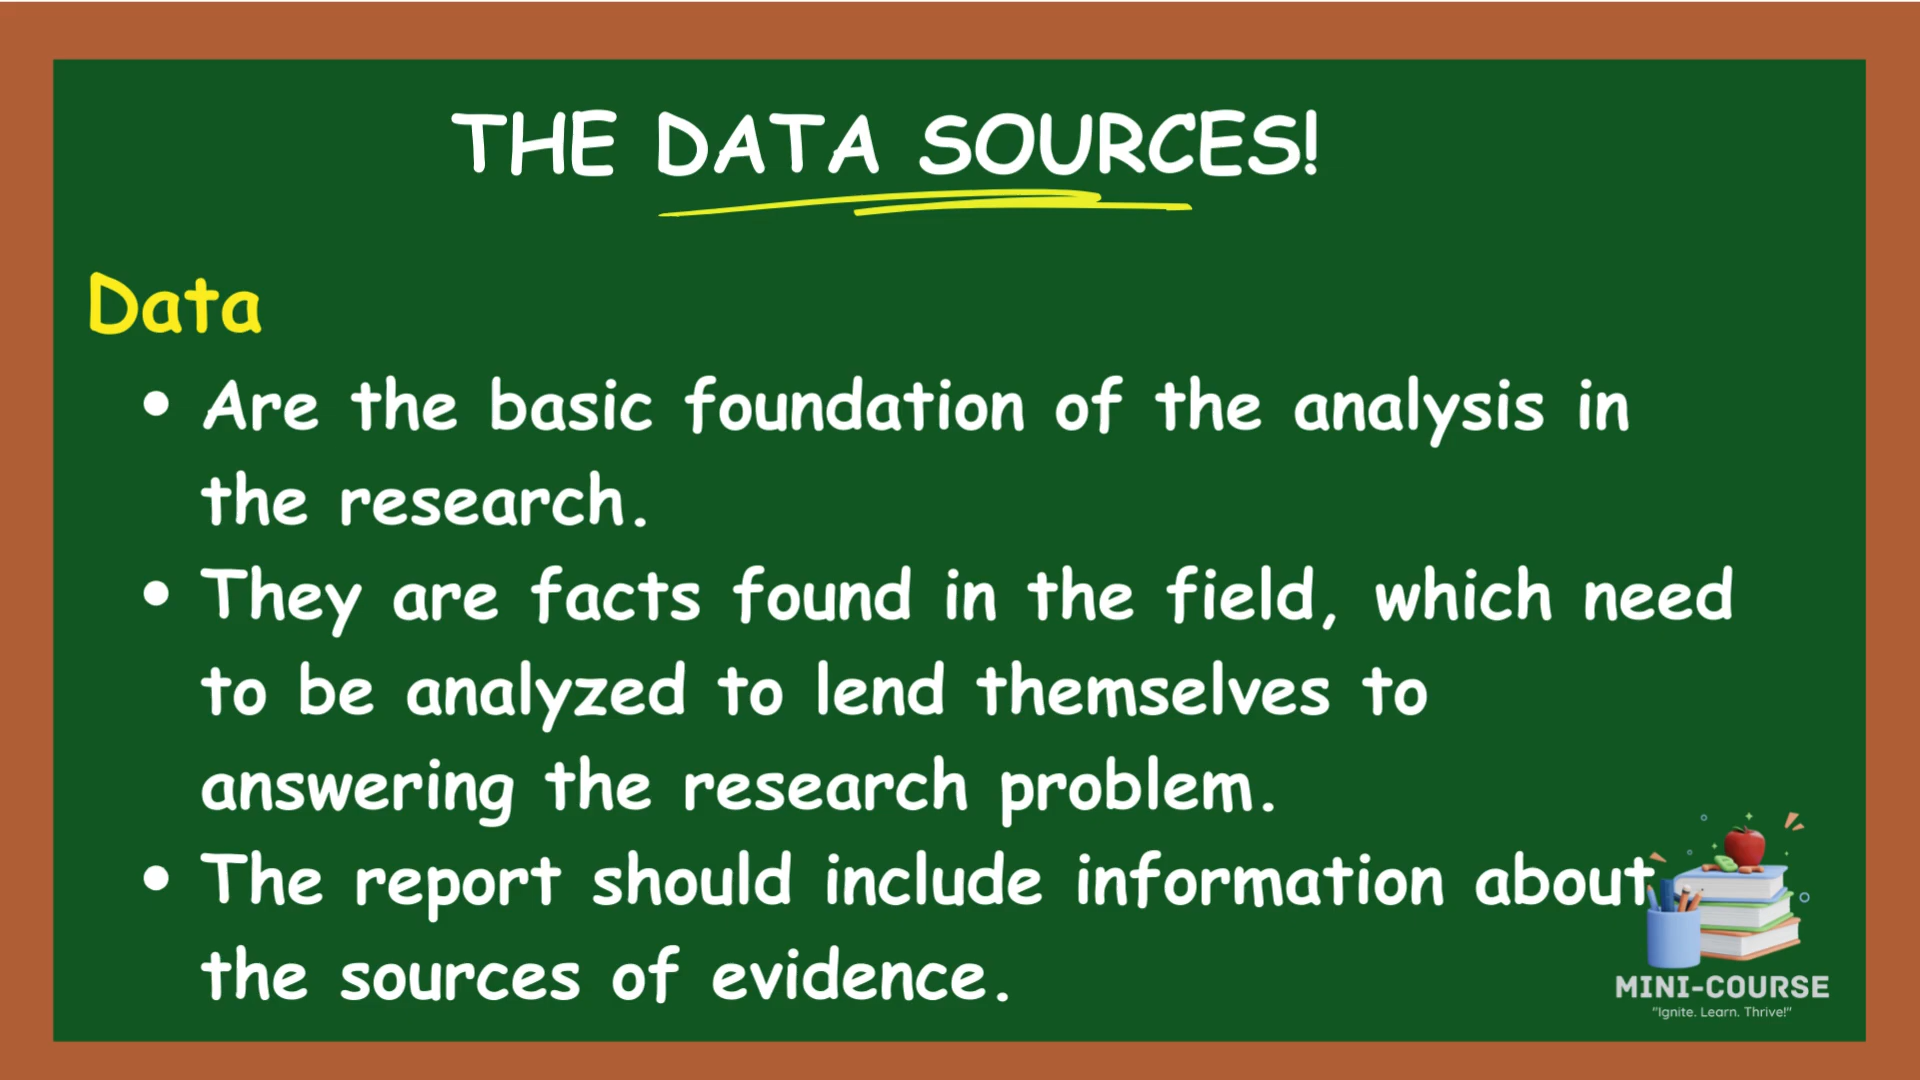 THE DATA SOURCES!
Data
• Are the basic foundation of the analysis in
the research.
• They are facts found in the field, which need
to be analyzed to lend themselves to
answering the research problem.
• The report should include information about
the sources of evidence.
MINI-COURSE
"Ignite. Learn. Thrive!"